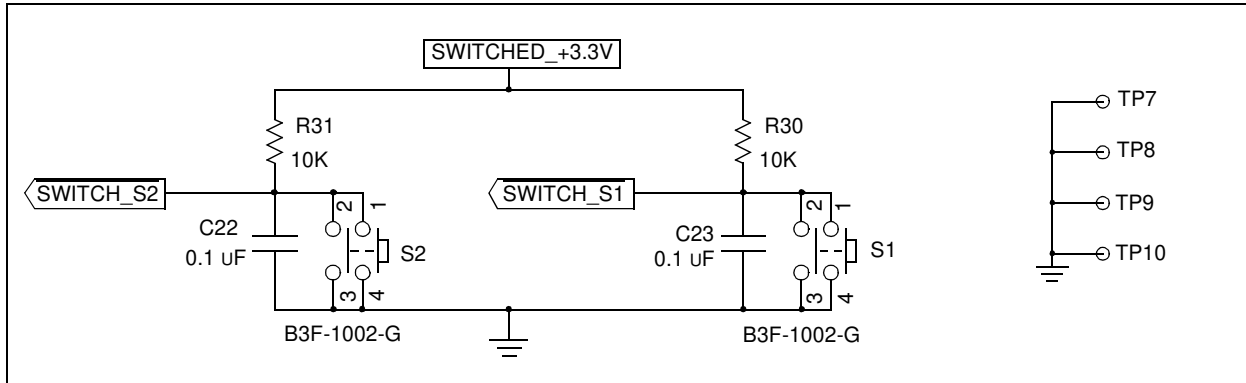 SWITCHED_+3.3V
R31
10K
R30
10K
TP7
TP8
TP9
TP10
SWITCH_S2
SWITCH_S1
2
1
2
1
C22
0.1 uF
S2
C23
0.1 uF
S1
3
4
3
4
B3F-1002-G
B3F-1002-G